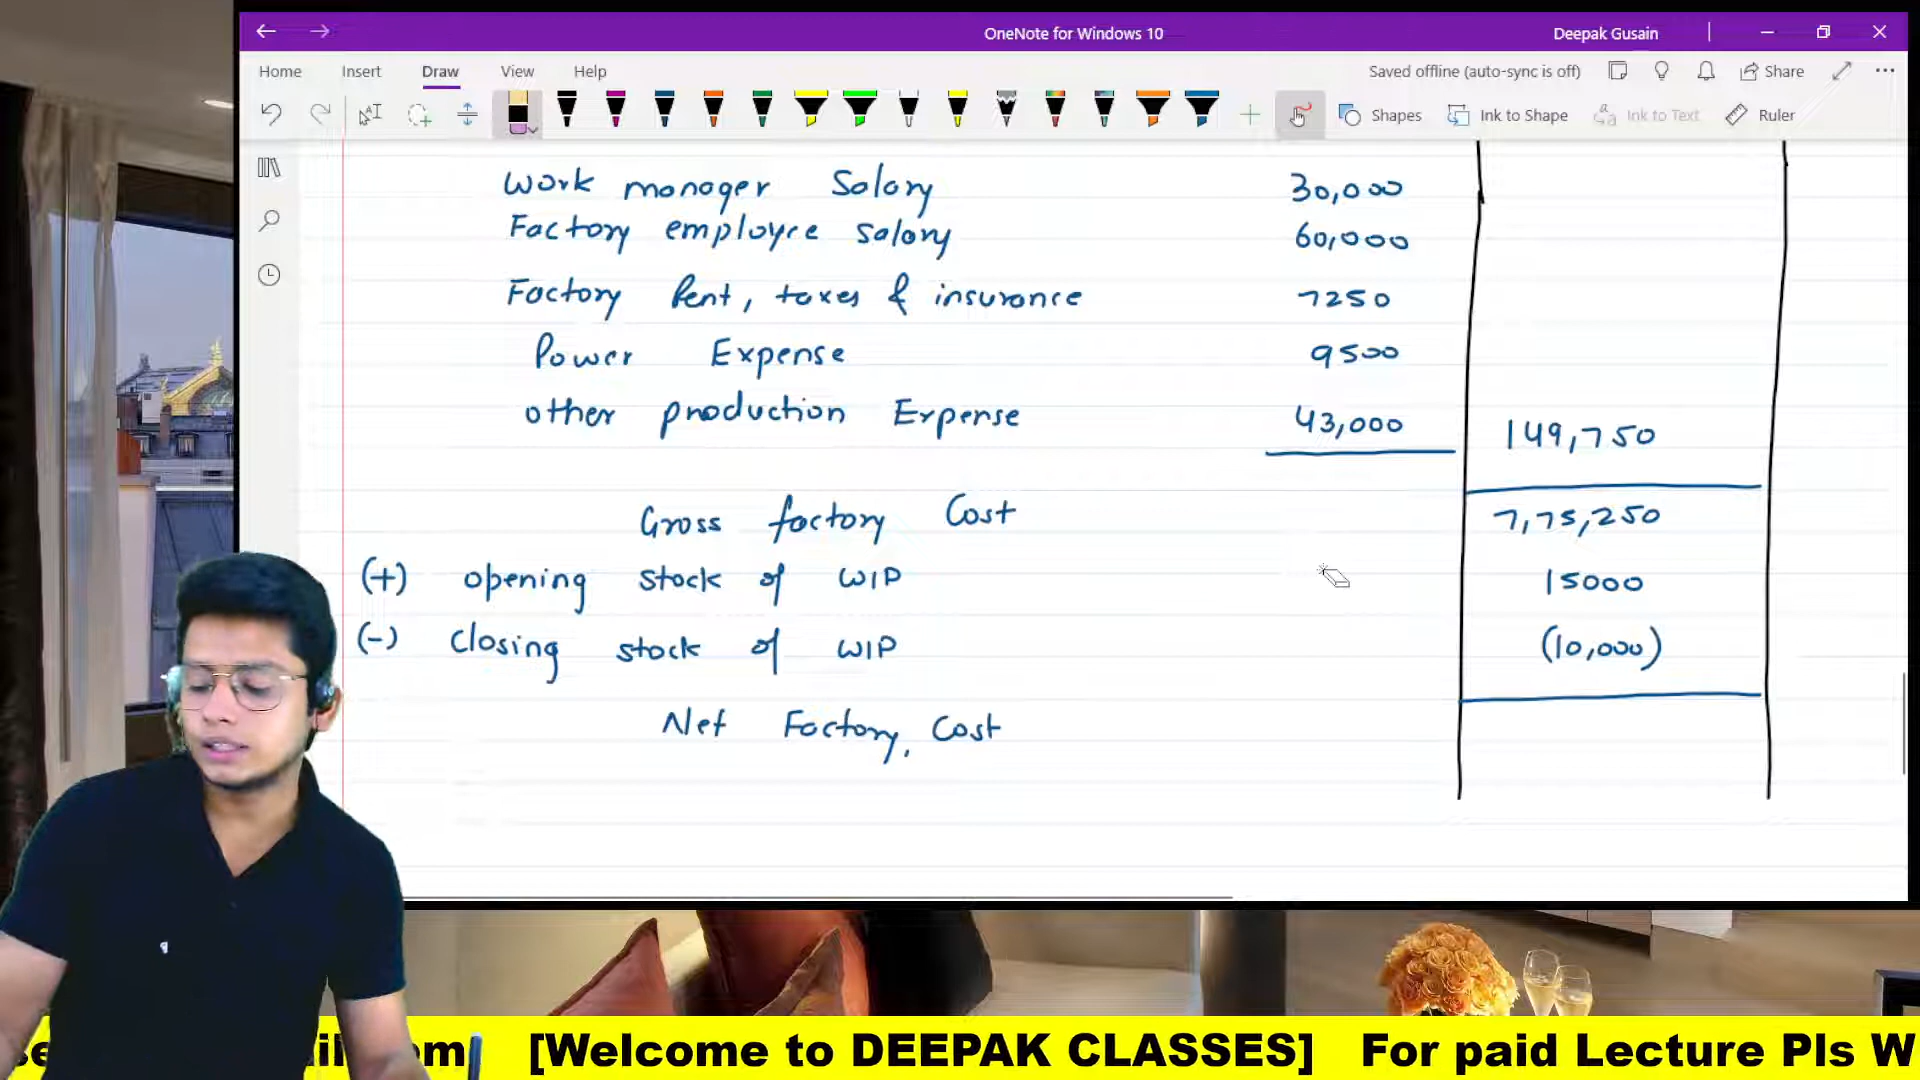 OneNote for Windows 10 Deepak Gusain
Home Insert Draw View Help Saved offline (auto-sync is off) Share
Shapes Ink to Shape Ink to Text Ruler
Work manager Salary 30,000
Factory employee salary 60,000
Factory Rent, taxes & insurance 7250
Power Expense 9500
other production Expense 43,000 149,750
Gross factory Cost 7,75,250
(+) opening stock of WIP 15000
(-) closing stock of WIP (10,000)
Net Factory, Cost
[Welcome to DEEPAK CLASSES] For paid Lecture Pls W